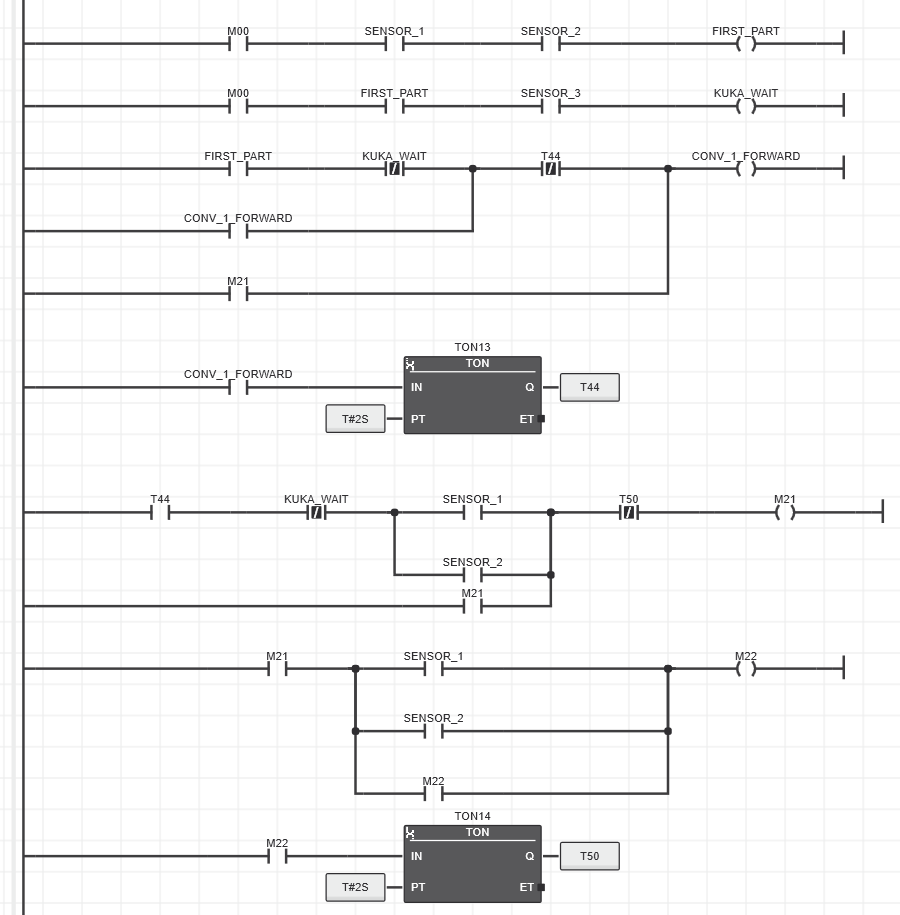 M00 SENSOR_1 SENSOR_2 FIRST_PART
M00 FIRST_PART SENSOR_3 KUKA_WAIT
FIRST_PART KUKA_WAIT T44 CONV_1_FORWARD
CONV_1_FORWARD
M21
TON13
TON
CONV_1_FORWARD
IN Q T44
T#2S PT ET
T44 KUKA_WAIT SENSOR_1 T50 M21
SENSOR_2
M21
M21 SENSOR_1 M22
SENSOR_2
M22
TON14
TON
M22
IN Q T50
T#2S PT ET